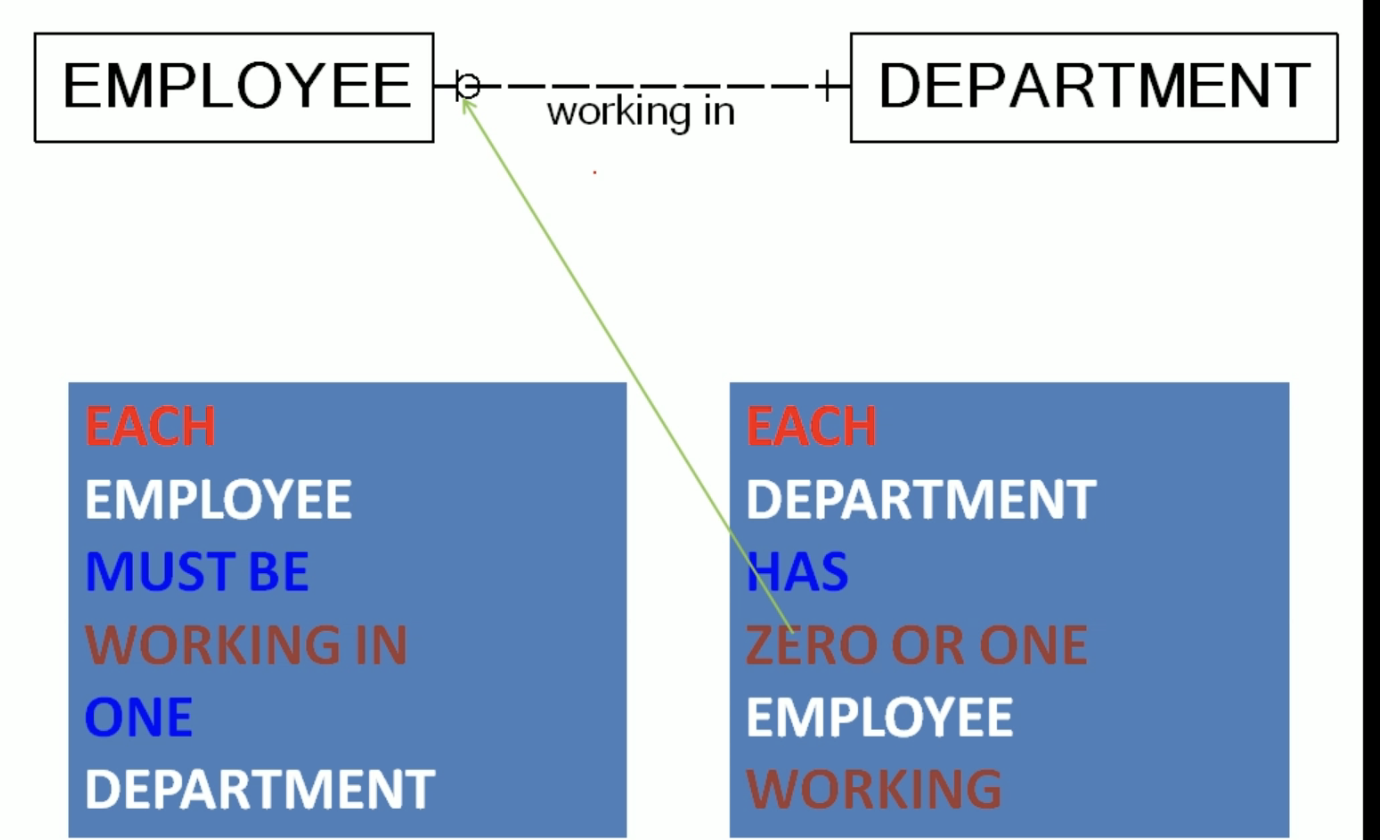 EMPLOYEE
working in
DEPARTMENT
EACH
EMPLOYEE
MUST BE
WORKING IN
ONE
DEPARTMENT
EACH
DEPARTMENT
HAS
ZERO OR ONE
EMPLOYEE
WORKING